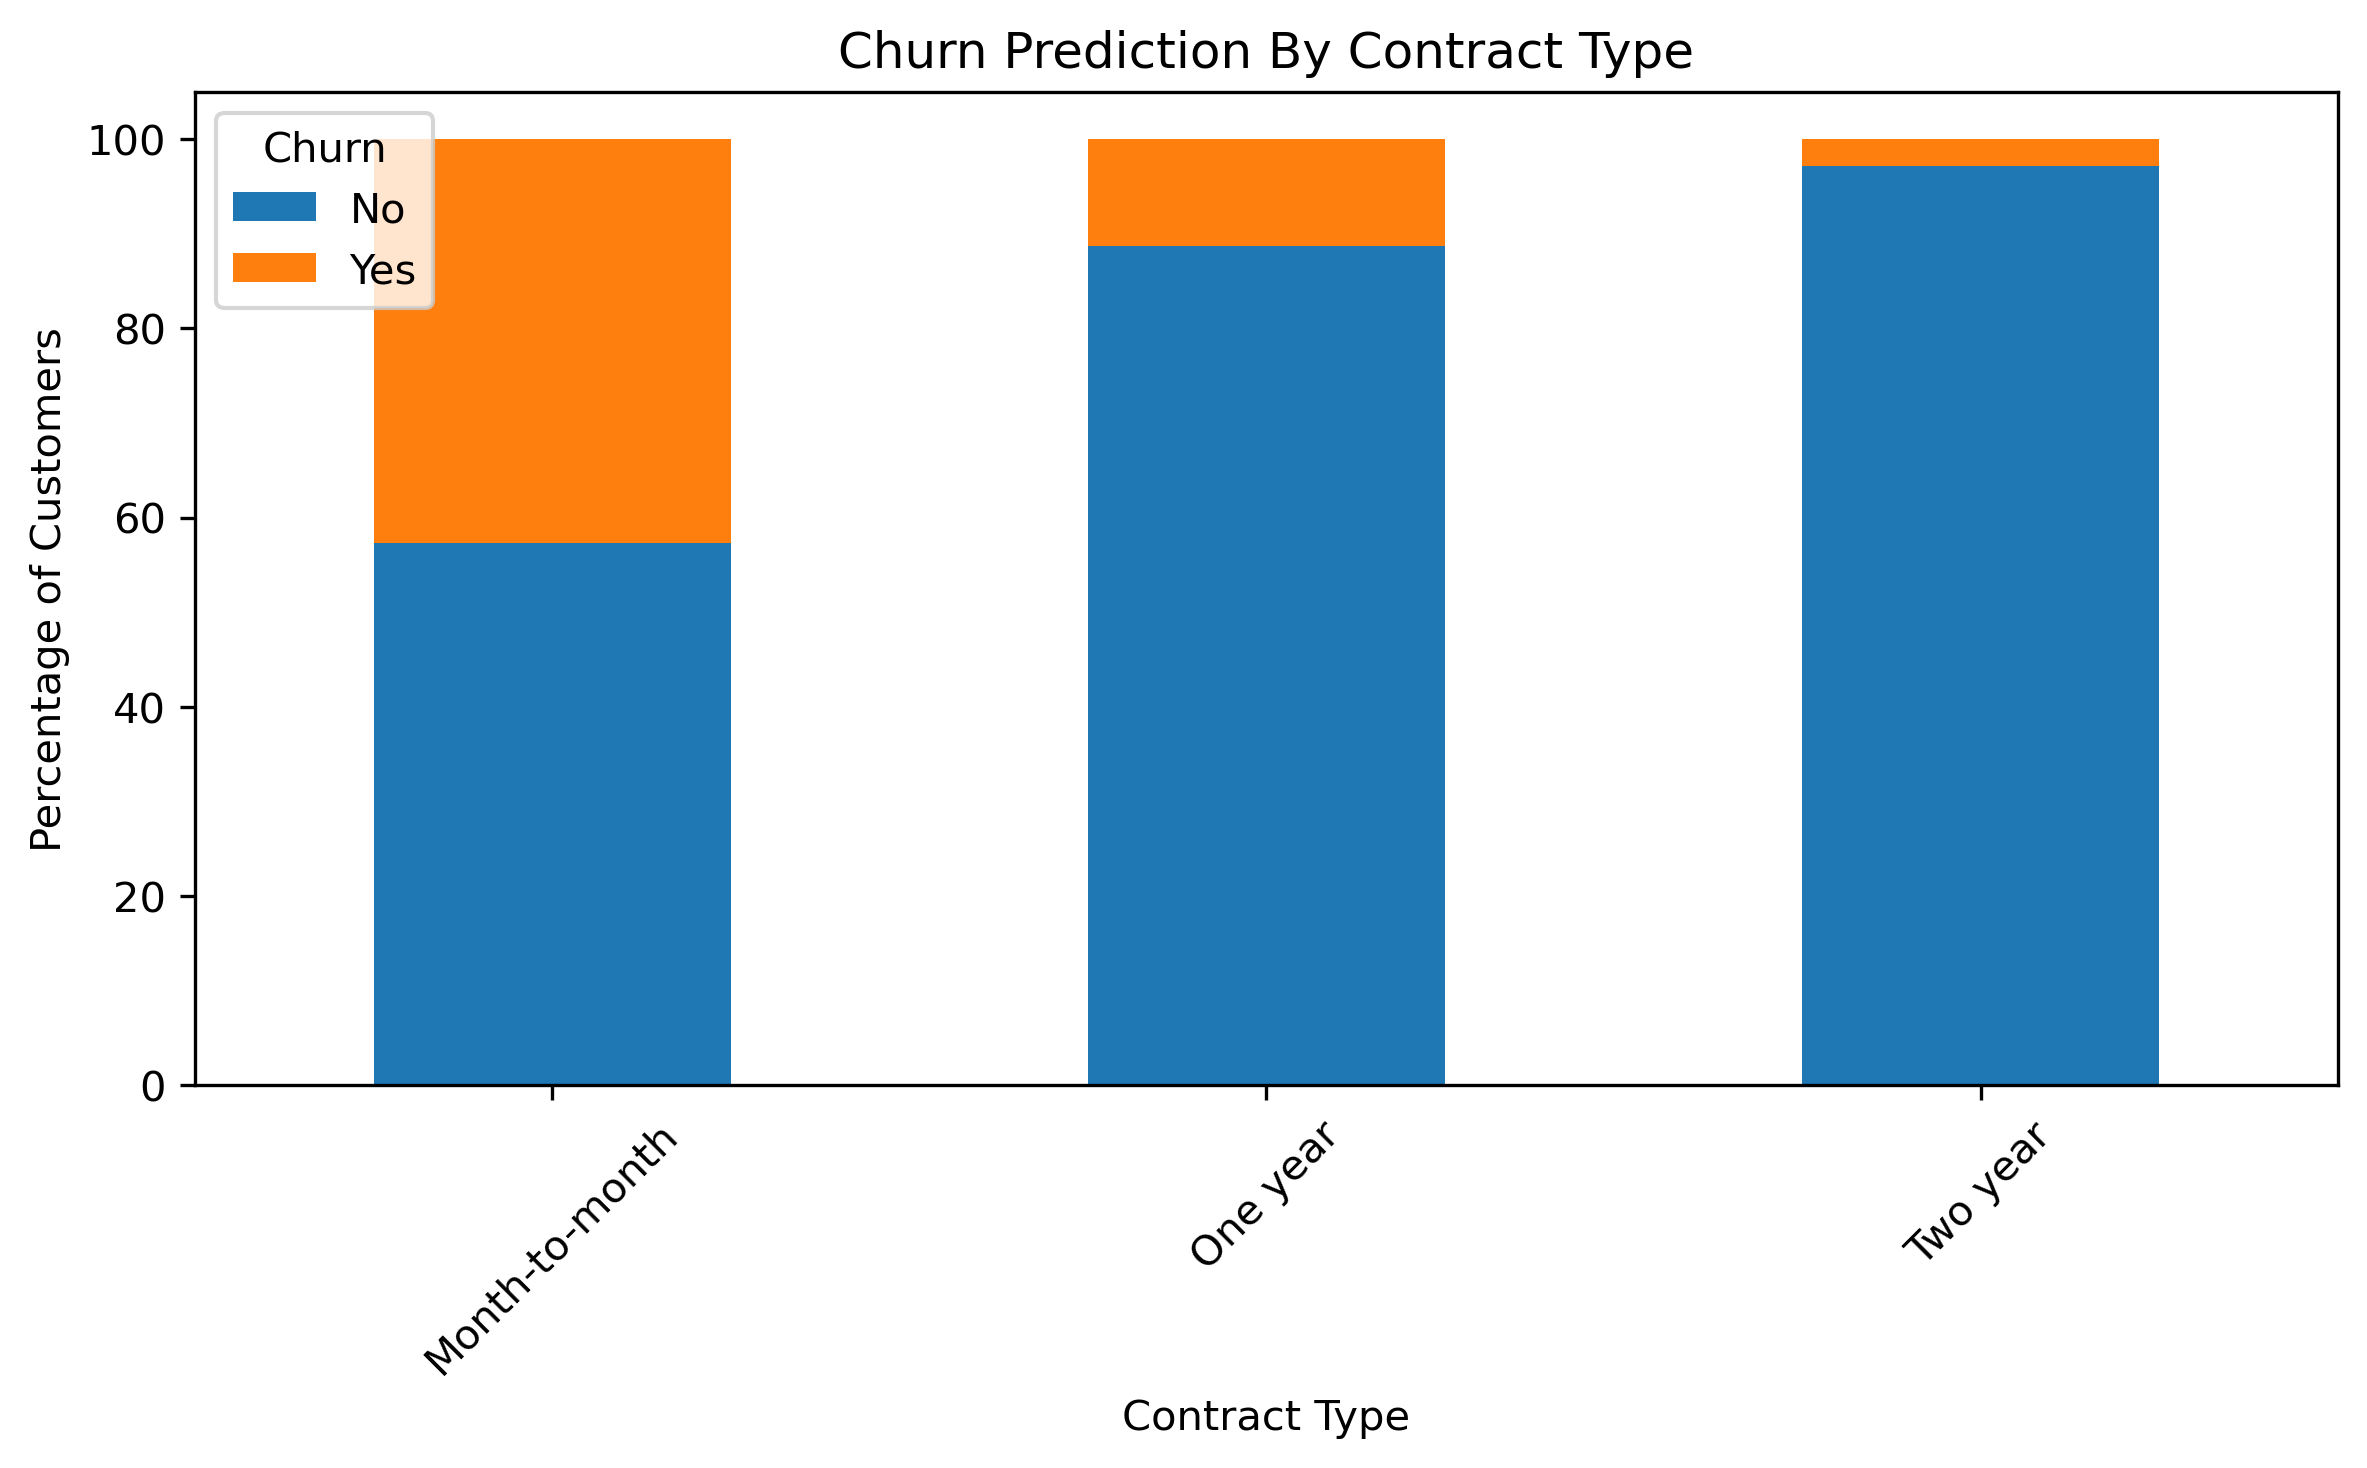 Churn Prediction By Contract Type
Churn
No
Yes
Percentage of Customers
100
80
60
40
20
0
Month-to-month
One year
Two year
Contract Type